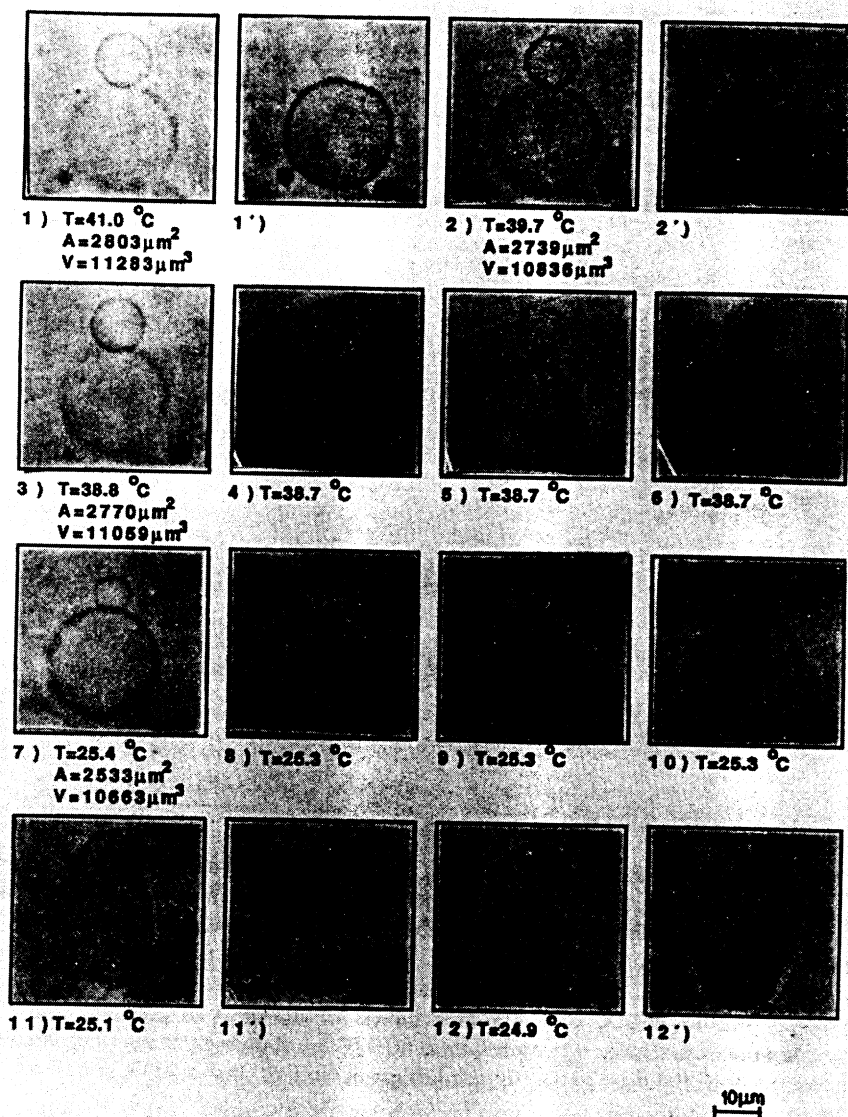 1 ) T=41.0 °C
A=2803µm²
V=11283µm³
1')
2 ) T=39.7 °C
A=2739µm²
V=10836µm³
2')
3 ) T=38.8 °C
A=2770µm²
V=11059µm³
4 ) T=38.7 °C
5 ) T=38.7 °C
6 ) T=38.7 °C
7 ) T=25.4 °C
A=2533µm²
V=10663µm³
8 ) T=25.3 °C
9 ) T=25.3 °C
10 ) T=25.3 °C
11 ) T=25.1 °C
11')
12 ) T=24.9 °C
12')
10µm